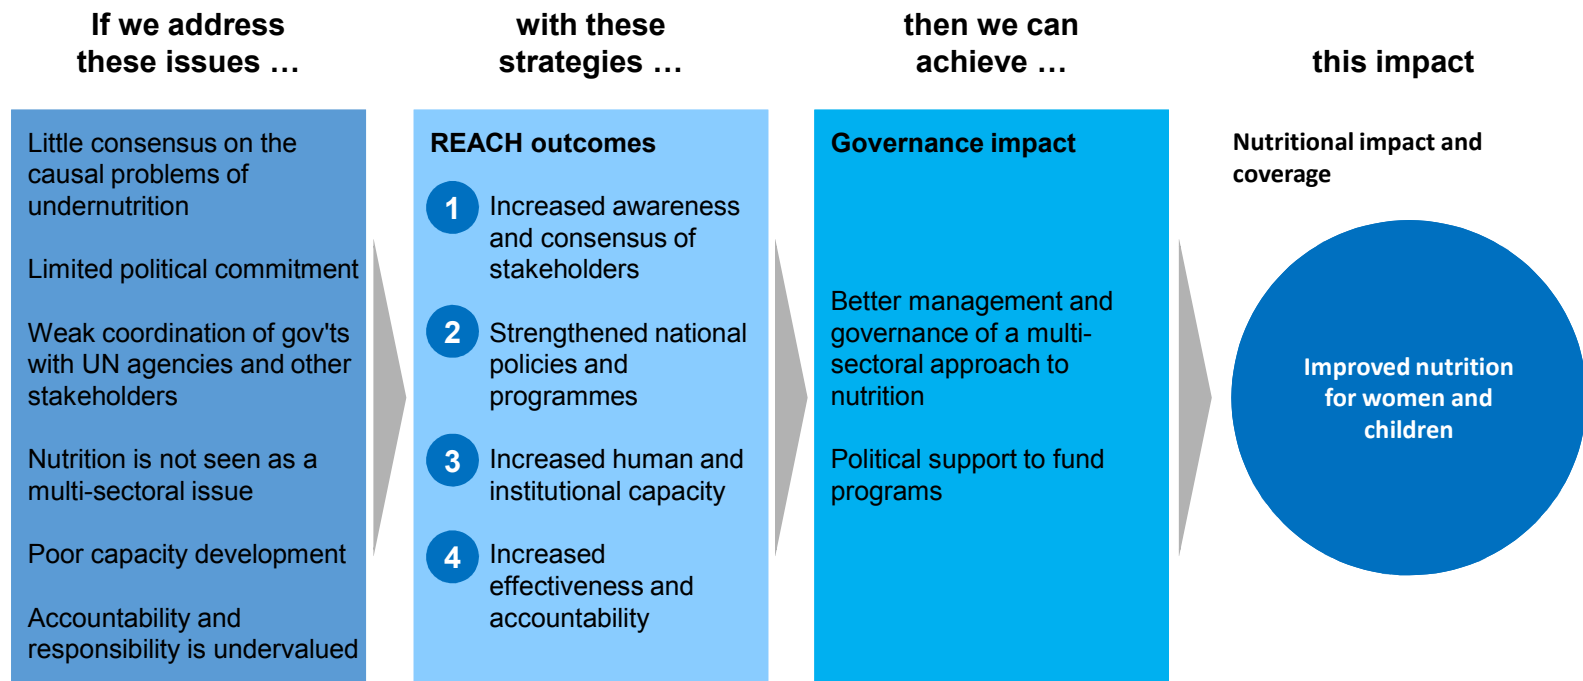 If we address
these issues …
with these
strategies …
then we can
achieve …
this impact
Little consensus on the
causal problems of
undernutrition
Limited political commitment
Weak coordination of gov'ts
with UN agencies and other
stakeholders
Nutrition is not seen as a
multi-sectoral issue
Poor capacity development
Accountability and
responsibility is undervalued
REACH outcomes
1
Increased awareness
and consensus of
stakeholders
2
Strengthened national
policies and
programmes
3
Increased human and
institutional capacity
4
Increased
effectiveness and
accountability
Governance impact
Better management and
governance of a multi-
sectoral approach to
nutrition
Political support to fund
programs
Nutritional impact and
coverage
Improved nutrition
for women and
children